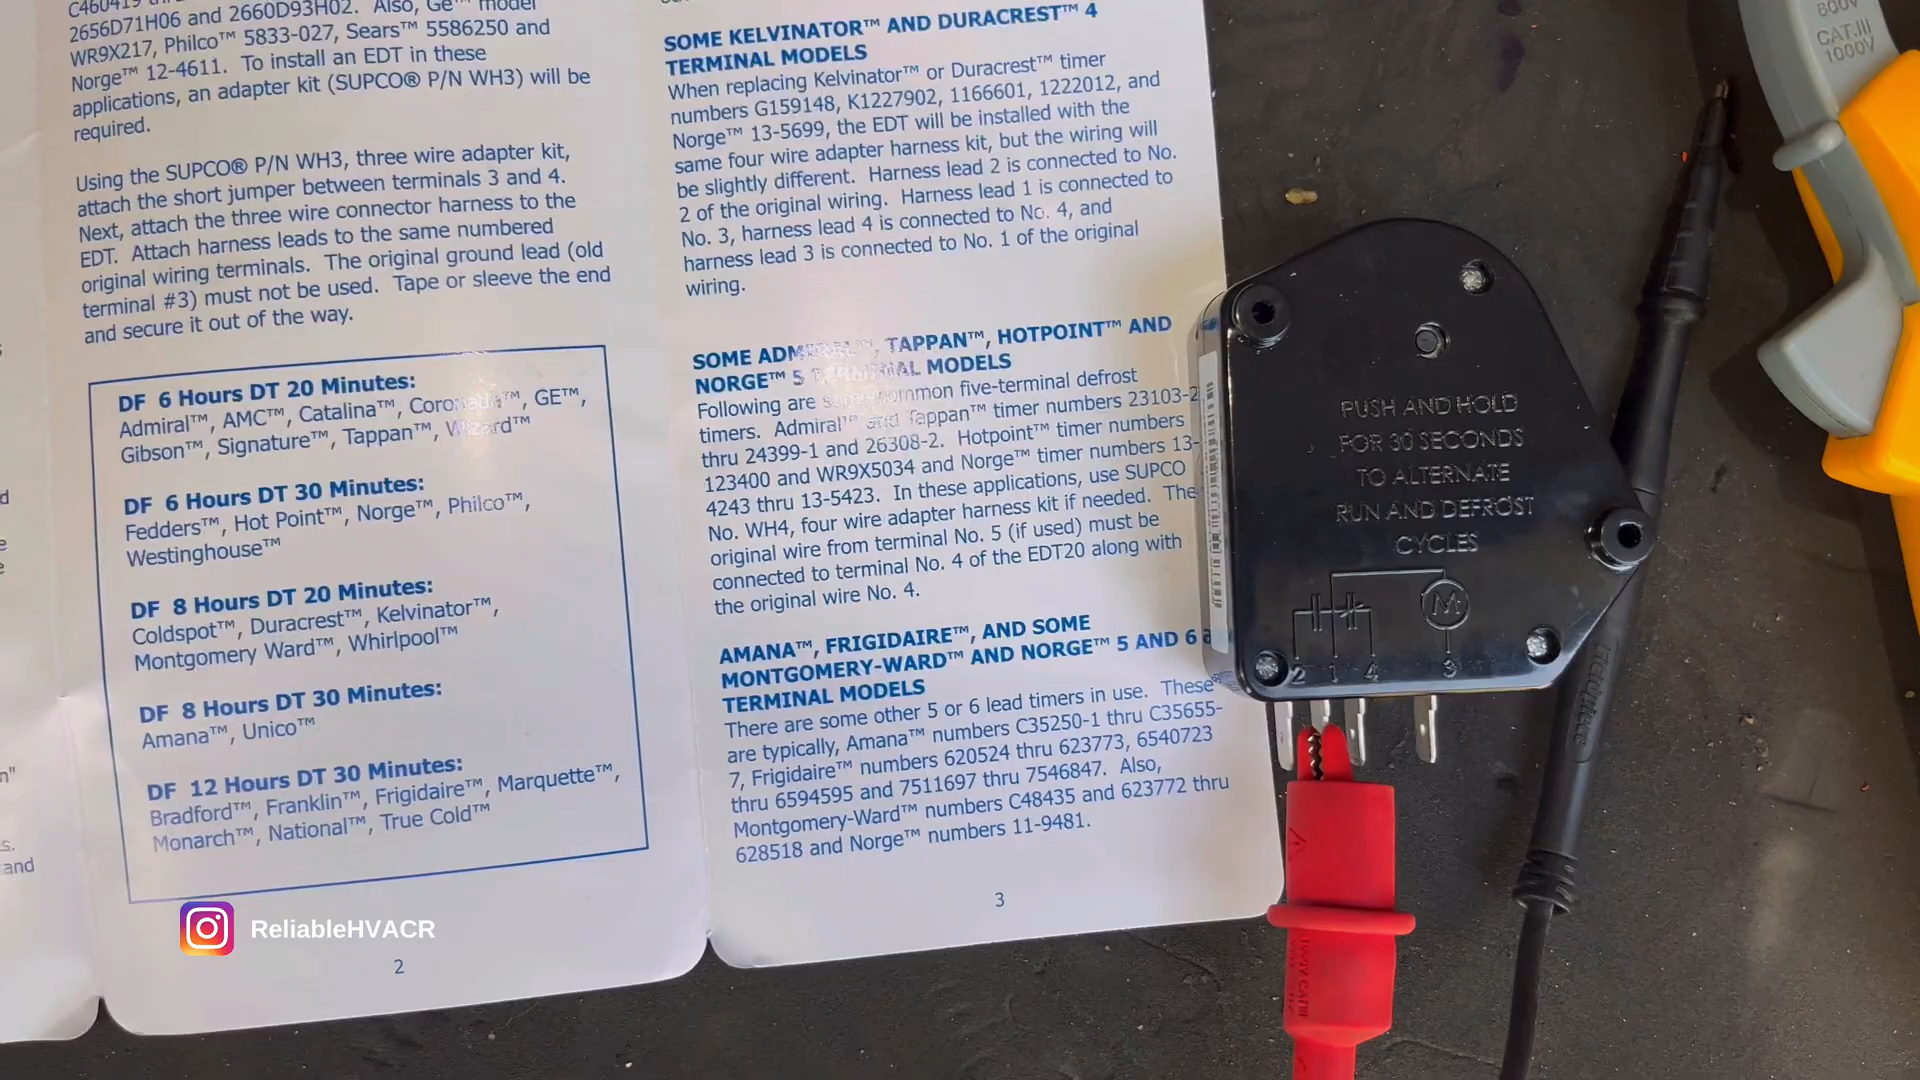 C460419
2656D71H06 and 2660D93H02. Also, Ge™ model
WR9X217, Philco™ 5833-027, Sears™ 5586250 and
Norge™ 12-4611. To install an EDT in these
applications, an adapter kit (SUPCO® P/N WH3) will be
required.
Using the SUPCO® P/N WH3, three wire adapter kit,
attach the short jumper between terminals 3 and 4.
Next, attach the three wire connector harness to the
EDT. Attach harness leads to the same numbered
original wiring terminals. The original ground lead (old
terminal #3) must not be used. Tape or sleeve the end
and secure it out of the way.
DF 6 Hours DT 20 Minutes:
Admiral™, AMC™, Catalina™, Coronado™, GE™,
Gibson™, Signature™, Tappan™, Wizard™
DF 6 Hours DT 30 Minutes:
Fedders™, Hot Point™, Norge™, Philco™,
Westinghouse™
DF 8 Hours DT 20 Minutes:
Coldspot™, Duracrest™, Kelvinator™,
Montgomery Ward™, Whirlpool™
DF 8 Hours DT 30 Minutes:
Amana™, Unico™
DF 12 Hours DT 30 Minutes:
Bradford™, Franklin™, Frigidaire™, Marquette™,
Monarch™, National™, True Cold™
ReliableHVACR
2
SOME KELVINATOR™ AND DURACREST™ 4
TERMINAL MODELS
When replacing Kelvinator™ or Duracrest™ timer
numbers G159148, K1227902, 1166601, 1222012, and
Norge™ 13-5699, the EDT will be installed with the
same four wire adapter harness kit, but the wiring will
be slightly different. Harness lead 2 is connected to No.
2 of the original wiring. Harness lead 1 is connected to
No. 3, harness lead 4 is connected to No. 4, and
harness lead 3 is connected to No. 1 of the original
wiring.
SOME ADMIRAL™, TAPPAN™, HOTPOINT™ AND
NORGE™ 5 TERMINAL MODELS
Following are some common five-terminal defrost
timers. Admiral™ and Tappan™ timer numbers 23103-2
thru 24399-1 and 26308-2. Hotpoint™ timer numbers
123400 and WR9X5034 and Norge™ timer numbers 13-
4243 thru 13-5423. In these applications, use SUPCO
No. WH4, four wire adapter harness kit if needed. The
original wire from terminal No. 5 (if used) must be
connected to terminal No. 4 of the EDT20 along with
the original wire No. 4.
AMANA™, FRIGIDAIRE™, AND SOME
MONTGOMERY-WARD™ AND NORGE™ 5 AND 6
TERMINAL MODELS
There are some other 5 or 6 lead timers in use. These
are typically, Amana™ numbers C35250-1 thru C35655-
7, Frigidaire™ numbers 620524 thru 623773, 6540723
thru 6594595 and 7511697 thru 7546847. Also,
Montgomery-Ward™ numbers C48435 and 623772 thru
628518 and Norge™ numbers 11-9481.
3
PUSH AND HOLD
FOR 30 SECONDS
TO ALTERNATE
RUN AND DEFROST
CYCLES
M
2 1 4 3
600V
CAT.III
1000V